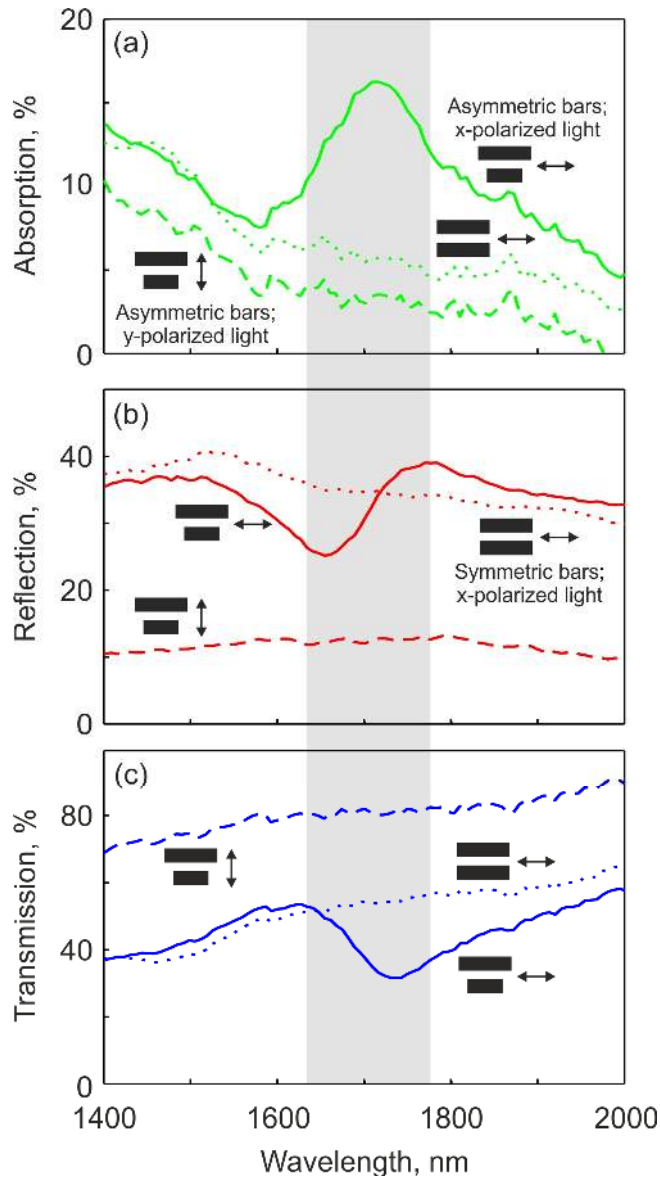 (a)
20
10
0
Absorption, %
Asymmetric bars;
x-polarized light
Asymmetric bars;
y-polarized light
(b)
40
20
0
Reflection, %
Symmetric bars;
x-polarized light
(c)
80
40
0
Transmission, %
1400 1600 1800 2000
Wavelength, nm